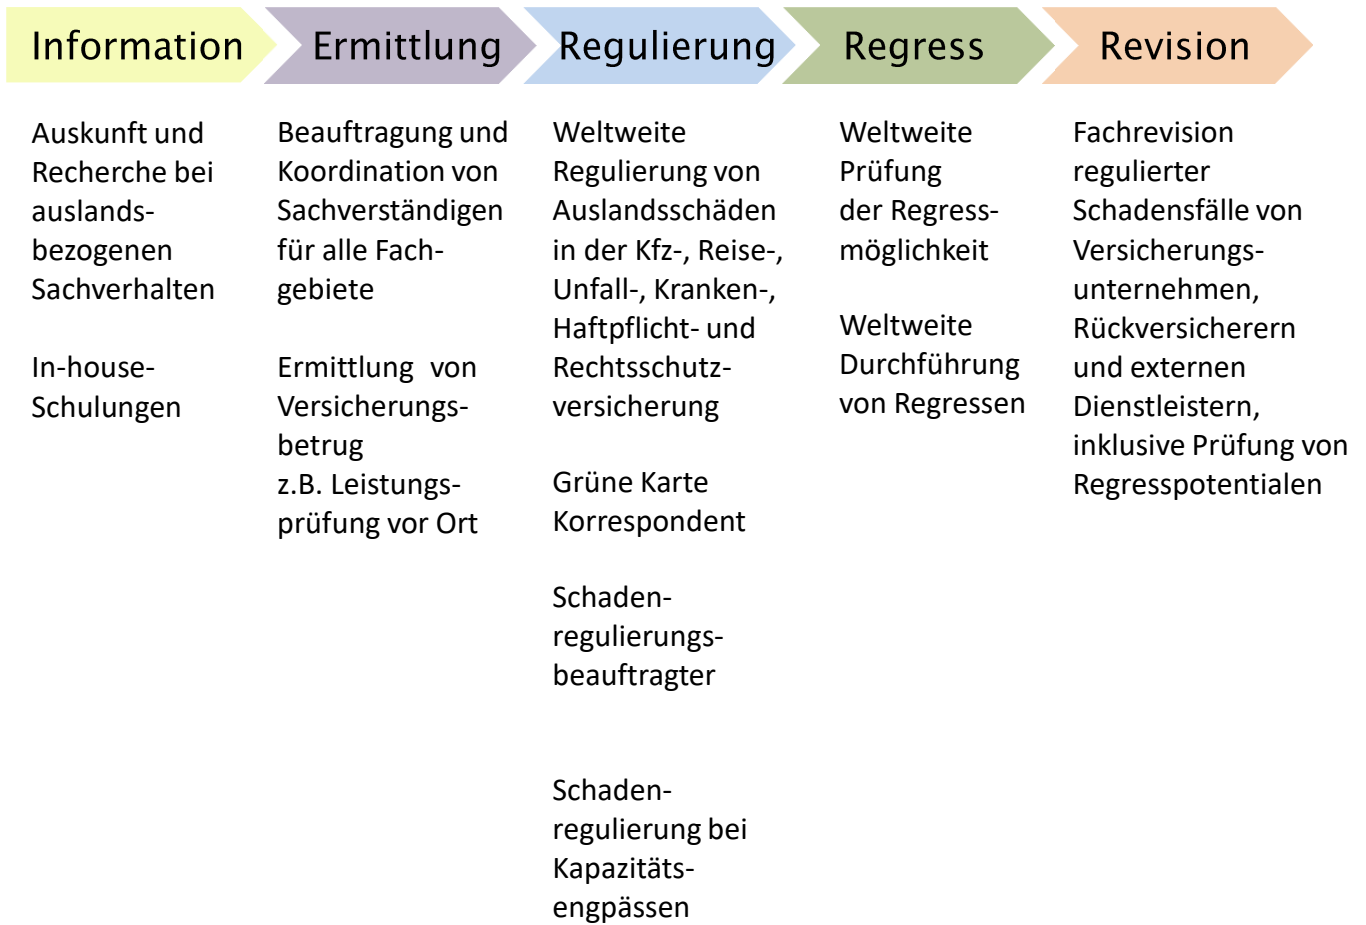 Information
Ermittlung
Regulierung
Regress
Revision
Auskunft und
Recherche bei
auslands-
bezogenen
Sachverhalten
In-house-
Schulungen
Beauftragung und
Koordination von
Sachverständigen
für alle Fach-
gebiete
Ermittlung von
Versicherungs-
betrug
z.B. Leistungs-
prüfung vor Ort
Weltweite
Regulierung von
Auslandsschäden
in der Kfz-, Reise-,
Unfall-, Kranken-,
Haftpflicht- und
Rechtsschutz-
versicherung
Grüne Karte
Korrespondent
Schaden-
regulierungs-
beauftragter
Schaden-
regulierung bei
Kapazitäts-
engpässen
Weltweite
Prüfung
der Regress-
möglichkeit
Weltweite
Durchführung
von Regressen
Fachrevision
regulierter
Schadensfälle von
Versicherungs-
unternehmen,
Rückversicherern
und externen
Dienstleistern,
inklusive Prüfung von
Regresspotentialen